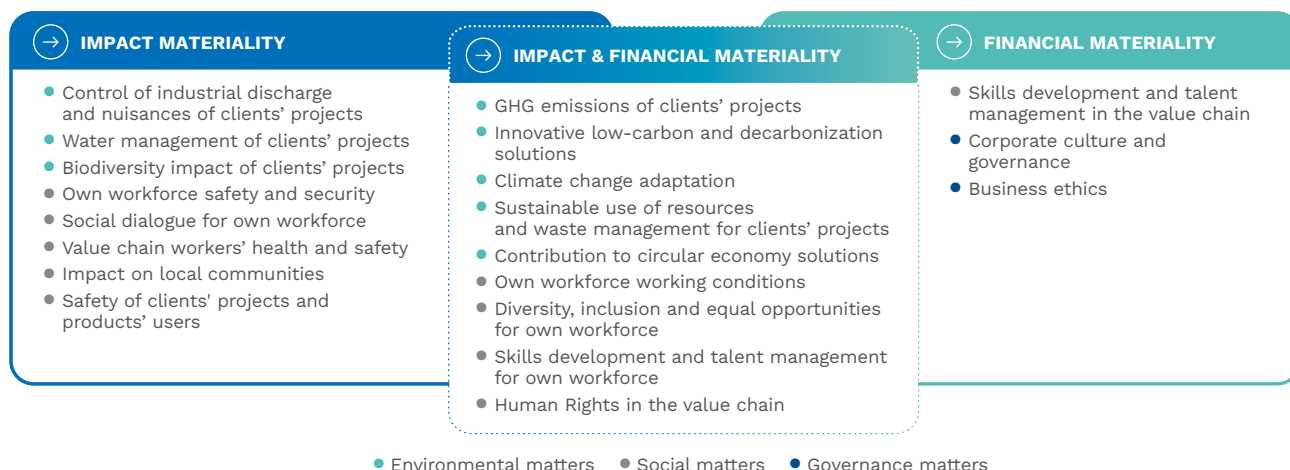 IMPACT MATERIALITY
Control of industrial discharge
and nuisances of clients’ projects
Water management of clients’ projects
Biodiversity impact of clients’ projects
Own workforce safety and security
Social dialogue for own workforce
Value chain workers’ health and safety
Impact on local communities
Safety of clients' projects and
products’ users
IMPACT & FINANCIAL MATERIALITY
GHG emissions of clients’ projects
Innovative low-carbon and decarbonization
solutions
Climate change adaptation
Sustainable use of resources
and waste management for clients’ projects
Contribution to circular economy solutions
Own workforce working conditions
Diversity, inclusion and equal opportunities
for own workforce
Skills development and talent management
for own workforce
Human Rights in the value chain
FINANCIAL MATERIALITY
Skills development and talent
management in the value chain
Corporate culture and
governance
Business ethics
Environmental matters Social matters Governance matters